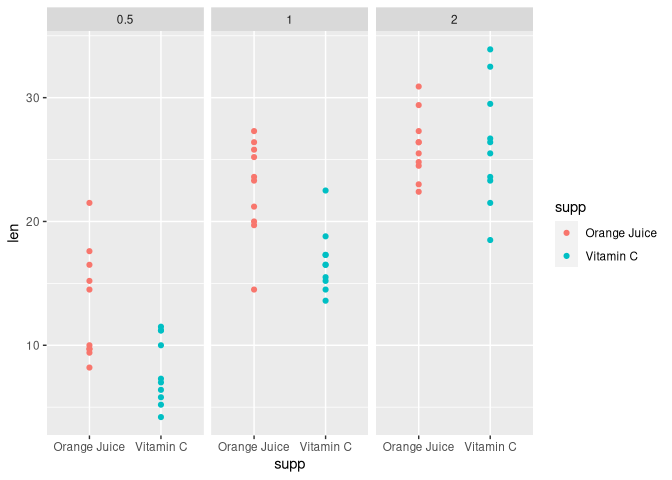 0.5 1 2
len
30
20
10
Orange Juice Vitamin C Orange Juice Vitamin C Orange Juice Vitamin C
supp
supp
Orange Juice
Vitamin C